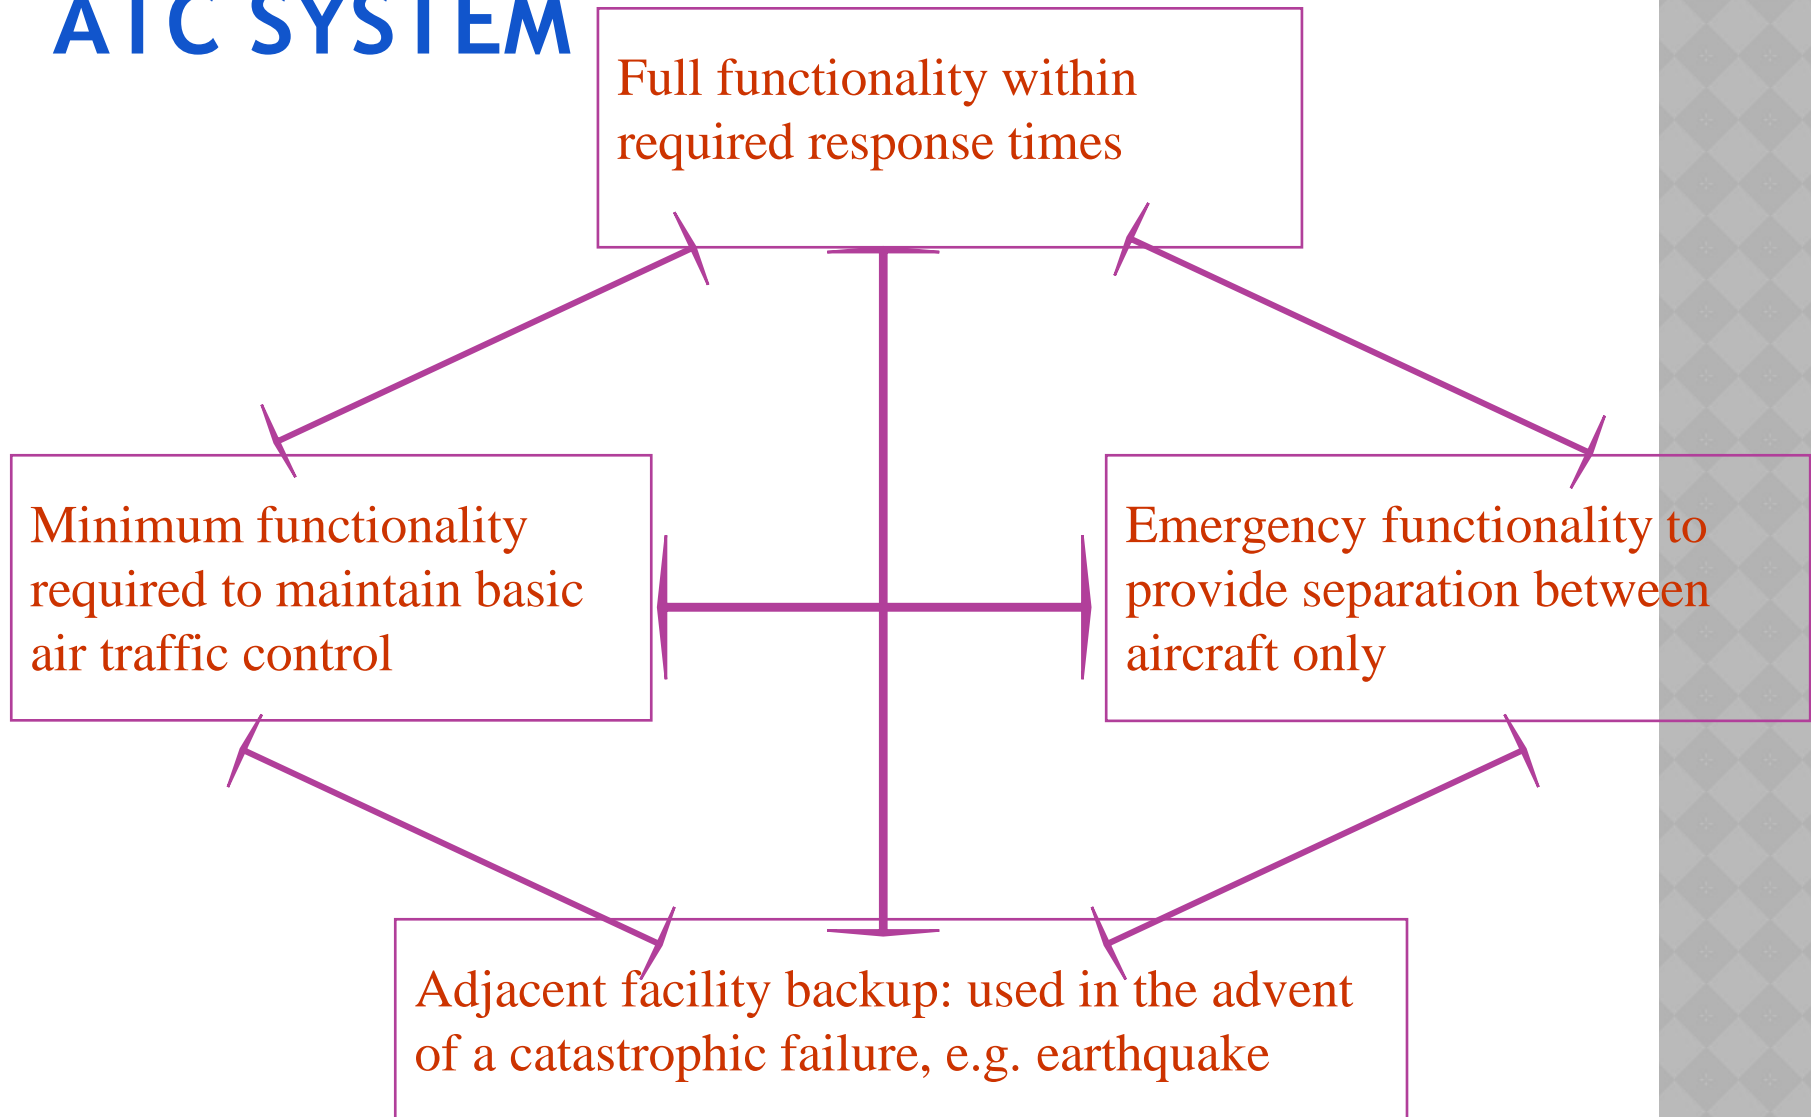 ATC SYSTEM
Full functionality within
required response times
Minimum functionality
required to maintain basic
air traffic control
Emergency functionality to
provide separation between
aircraft only
Adjacent facility backup: used in the advent
of a catastrophic failure, e.g. earthquake